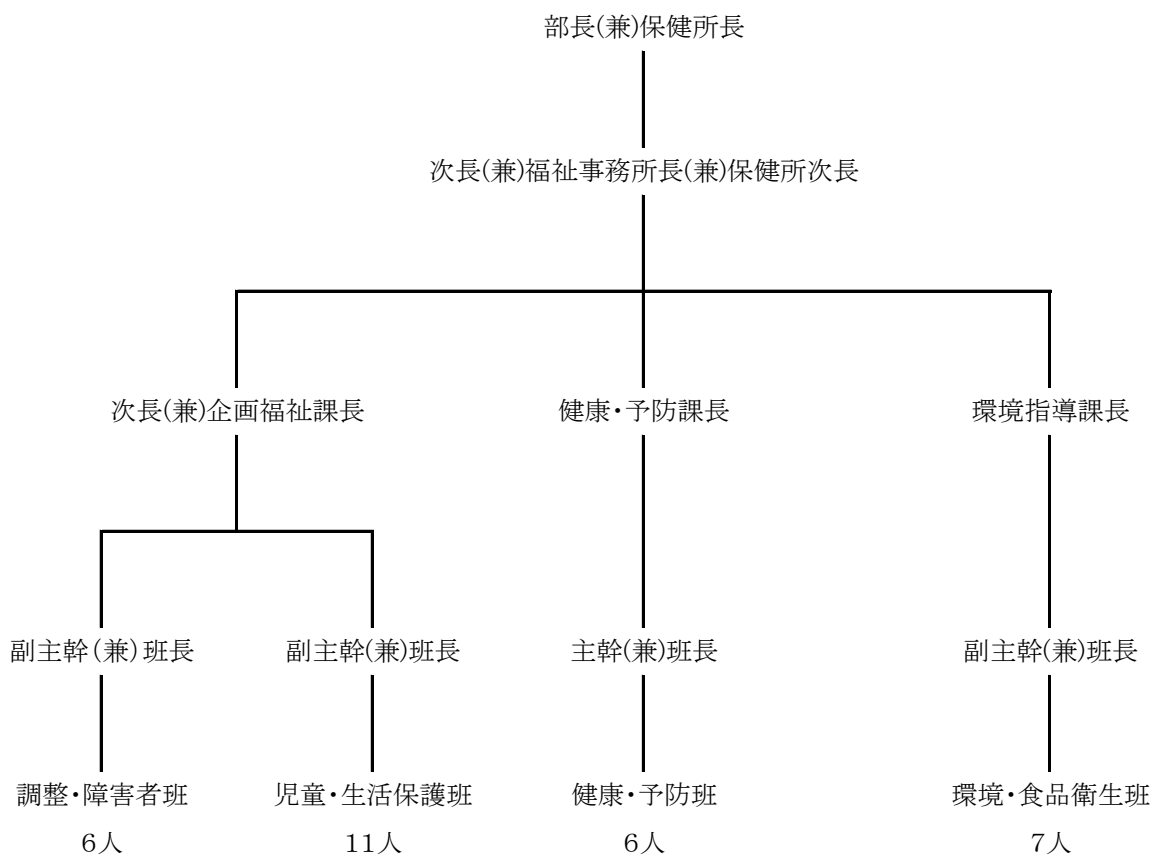 部長(兼)保健所長
次長(兼)福祉事務所長(兼)保健所次長
次長(兼)企画福祉課長
健康・予防課長
環境指導課長
副主幹(兼)班長
副主幹(兼)班長
主幹(兼)班長
副主幹(兼)班長
調整・障害者班
児童・生活保護班
健康・予防班
環境・食品衛生班
6人
11人
6人
7人